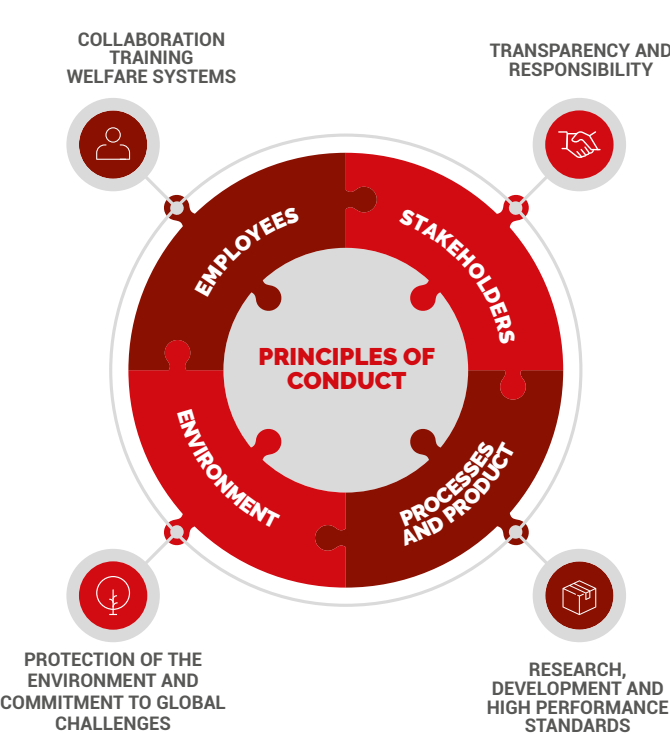 COLLABORATION
TRAINING
WELFARE SYSTEMS
TRANSPARENCY AND
RESPONSIBILITY
EMPLOYEES
STAKEHOLDERS
PRINCIPLES OF
CONDUCT
ENVIRONMENT
PROCESSES
AND PRODUCT
PROTECTION OF THE
ENVIRONMENT AND
COMMITMENT TO GLOBAL
CHALLENGES
RESEARCH,
DEVELOPMENT AND
HIGH PERFORMANCE
STANDARDS